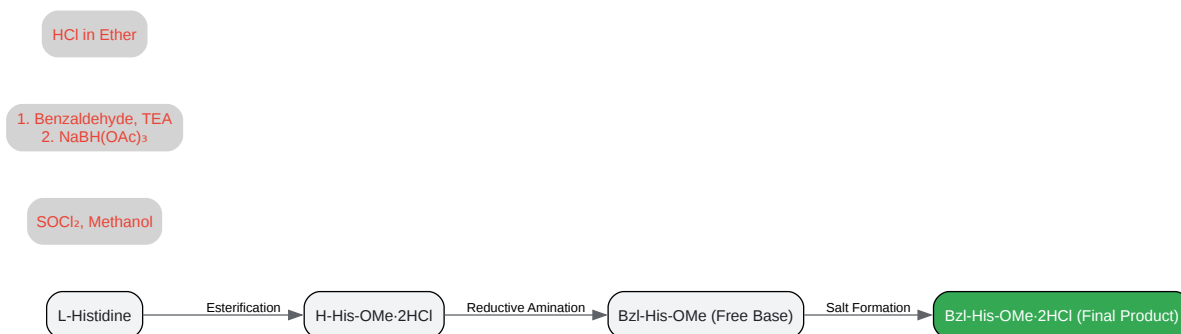 HCl in Ether
1. Benzaldehyde, TEA
2. NaBH(OAc)₃
SOCl₂, Methanol
L-Histidine
Esterification
H-His-OMe·2HCl
Reductive Amination
Bzl-His-OMe (Free Base)
Salt Formation
Bzl-His-OMe·2HCl (Final Product)